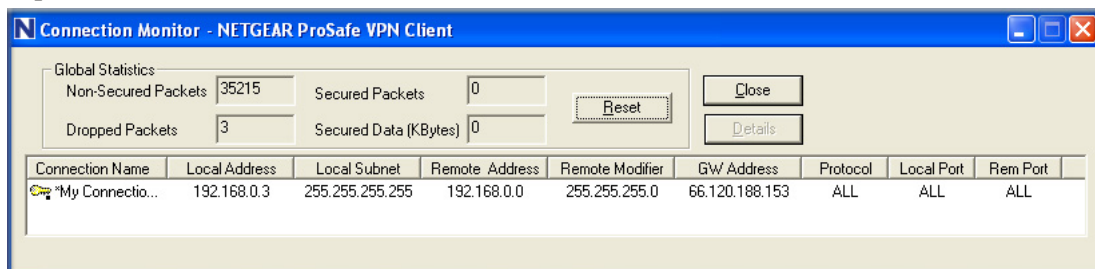 N Connection Monitor - NETGEAR ProSafe VPN Client
Global Statistics
Non-Secured Packets 35215 Secured Packets 0 Reset Close
Dropped Packets 3 Secured Data (KBytes) 0 Details
Connection Name Local Address Local Subnet Remote Address Remote Modifier GW Address Protocol Local Port Rem Port
*My Connectio... 192.168.0.3 255.255.255.255 192.168.0.0 255.255.255.0 66.120.188.153 ALL ALL ALL